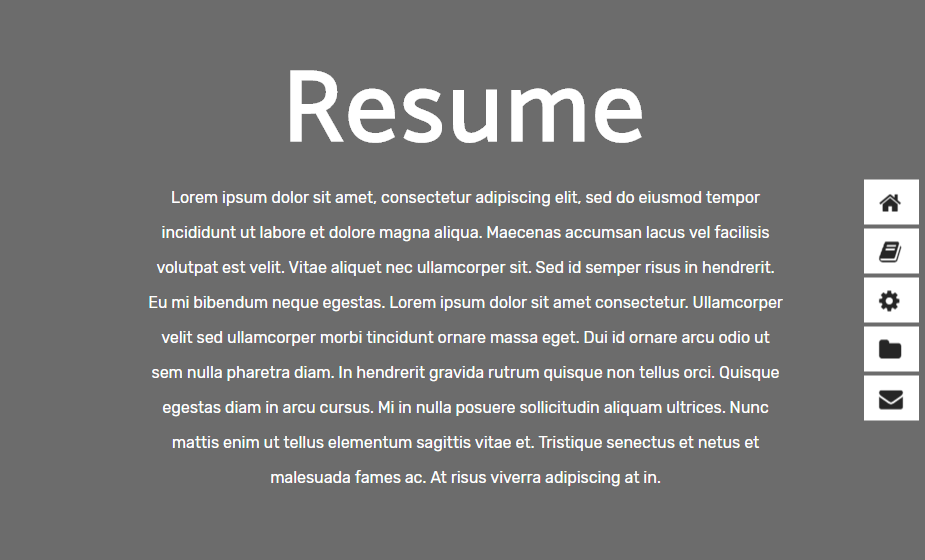 Resume
Lorem ipsum dolor sit amet, consectetur adipiscing elit, sed do eiusmod tempor
incididunt ut labore et dolore magna aliqua. Maecenas accumsan lacus vel facilisis
volutpat est velit. Vitae aliquet nec ullamcorper sit. Sed id semper risus in hendrerit.
Eu mi bibendum neque egestas. Lorem ipsum dolor sit amet consectetur. Ullamcorper
velit sed ullamcorper morbi tincidunt ornare massa eget. Dui id ornare arcu odio ut
sem nulla pharetra diam. In hendrerit gravida rutrum quisque non tellus orci. Quisque
egestas diam in arcu cursus. Mi in nulla posuere sollicitudin aliquam ultrices. Nunc
mattis enim ut tellus elementum sagittis vitae et. Tristique senectus et netus et
malesuada fames ac. At risus viverra adipiscing at in.